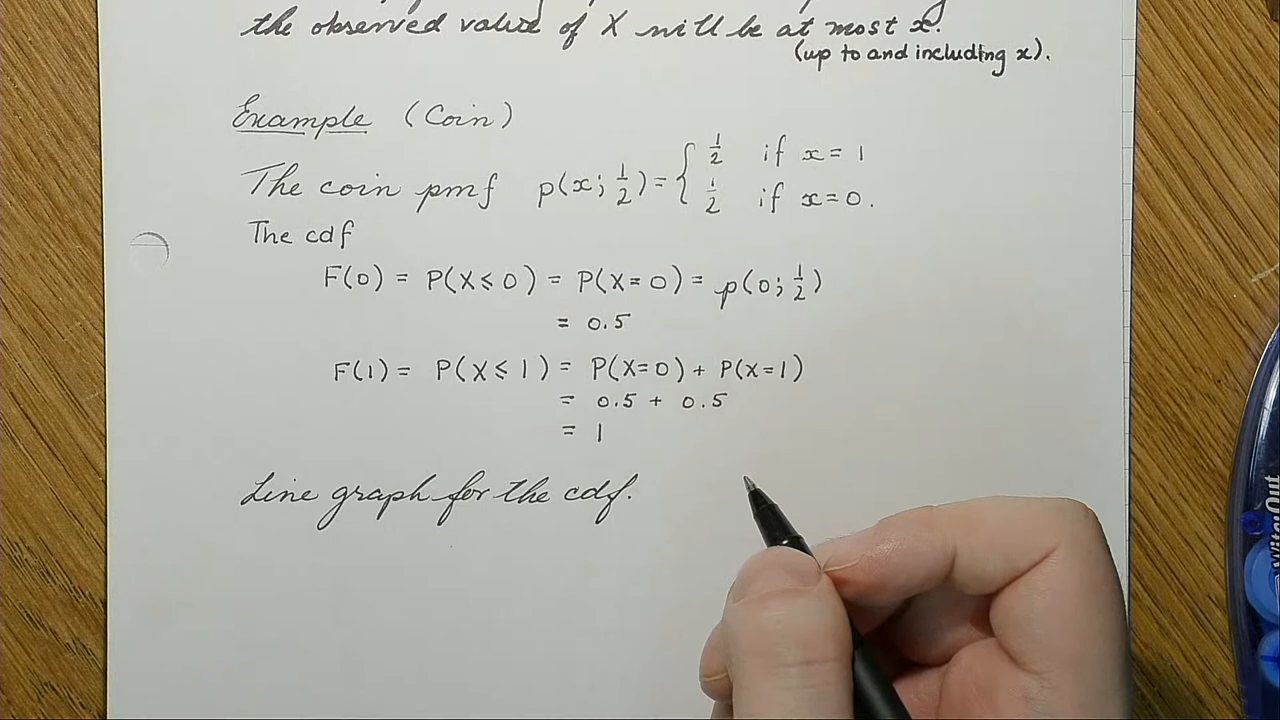 the observed value of X will be at most x.
(up to and including x).
Example (Coin)
The coin pmf p(x; 1/2) = { 1/2 if x = 1
1/2 if x = 0.
The cdf
F(0) = P(X ≤ 0) = P(X = 0) = p(0; 1/2)
= 0.5
F(1) = P(X ≤ 1) = P(X=0) + P(X=1)
= 0.5 + 0.5
= 1
Line graph for the cdf.
Wite Out